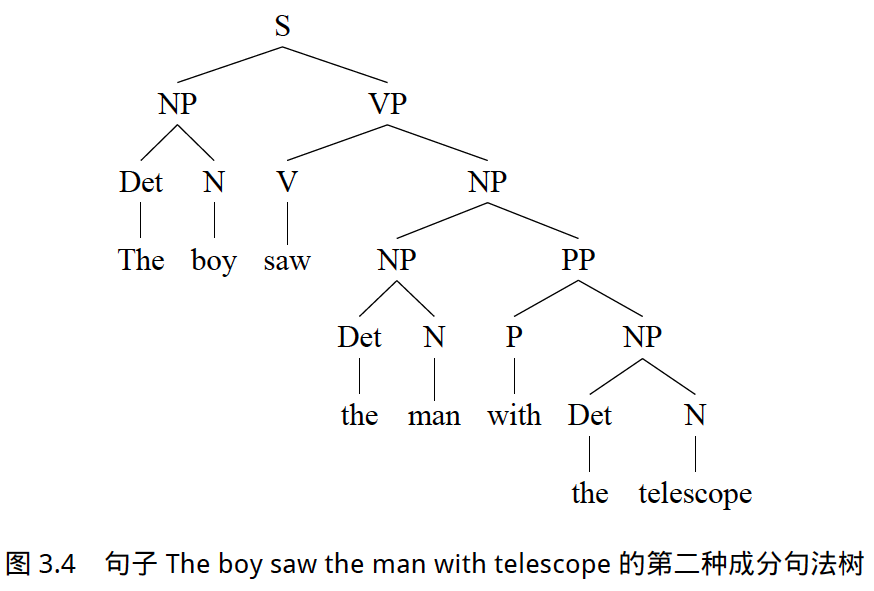 S
NP VP
Det N V NP
The boy saw NP PP
Det N P NP
the man with Det N
the telescope
图 3.4 句子 The boy saw the man with telescope 的第二种成分句法树